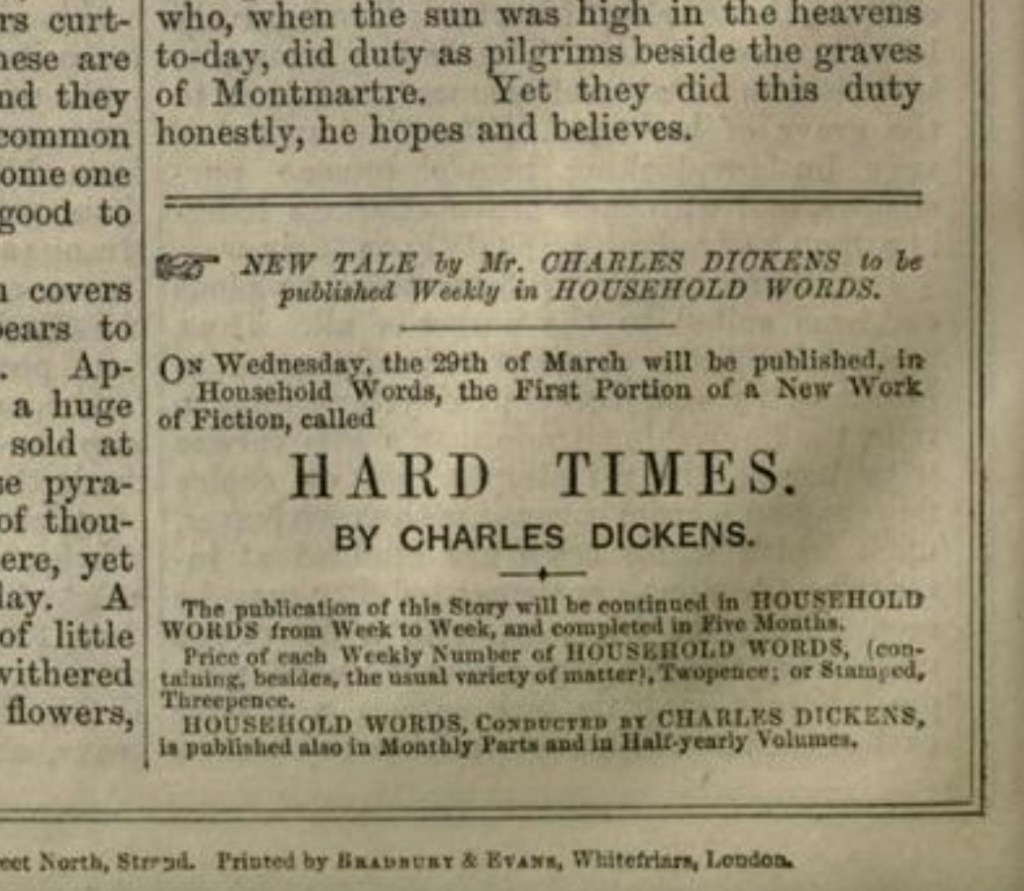 rs curt-
hese are
nd they
common
ome one
good to
covers
pears to
. Ap-
a huge
sold at
se pyra-
of thou-
ere, yet
lay. A
of little
withered
flowers,
who, when the sun was high in the heavens
to-day, did duty as pilgrims beside the graves
of Montmartre. Yet they did this duty
honestly, he hopes and believes.
☞ NEW TALE by Mr. CHARLES DICKENS to be
published Weekly in HOUSEHOLD WORDS.
ON Wednesday, the 29th of March will be published, in
Household Words, the First Portion of a New Work
of Fiction, called
HARD TIMES.
BY CHARLES DICKENS.
The publication of this Story will be continued in HOUSEHOLD
WORDS from Week to Week, and completed in Five Months.
Price of each Weekly Number of HOUSEHOLD WORDS, (con-
taining, besides, the usual variety of matter), Twopence; or Stamped,
Threepence.
HOUSEHOLD WORDS, CONDUCTED BY CHARLES DICKENS,
is published also in Monthly Parts and in Half-yearly Volumes.
eet North, Strand. Printed by BRADBURY & EVANS, Whitefriars, London.